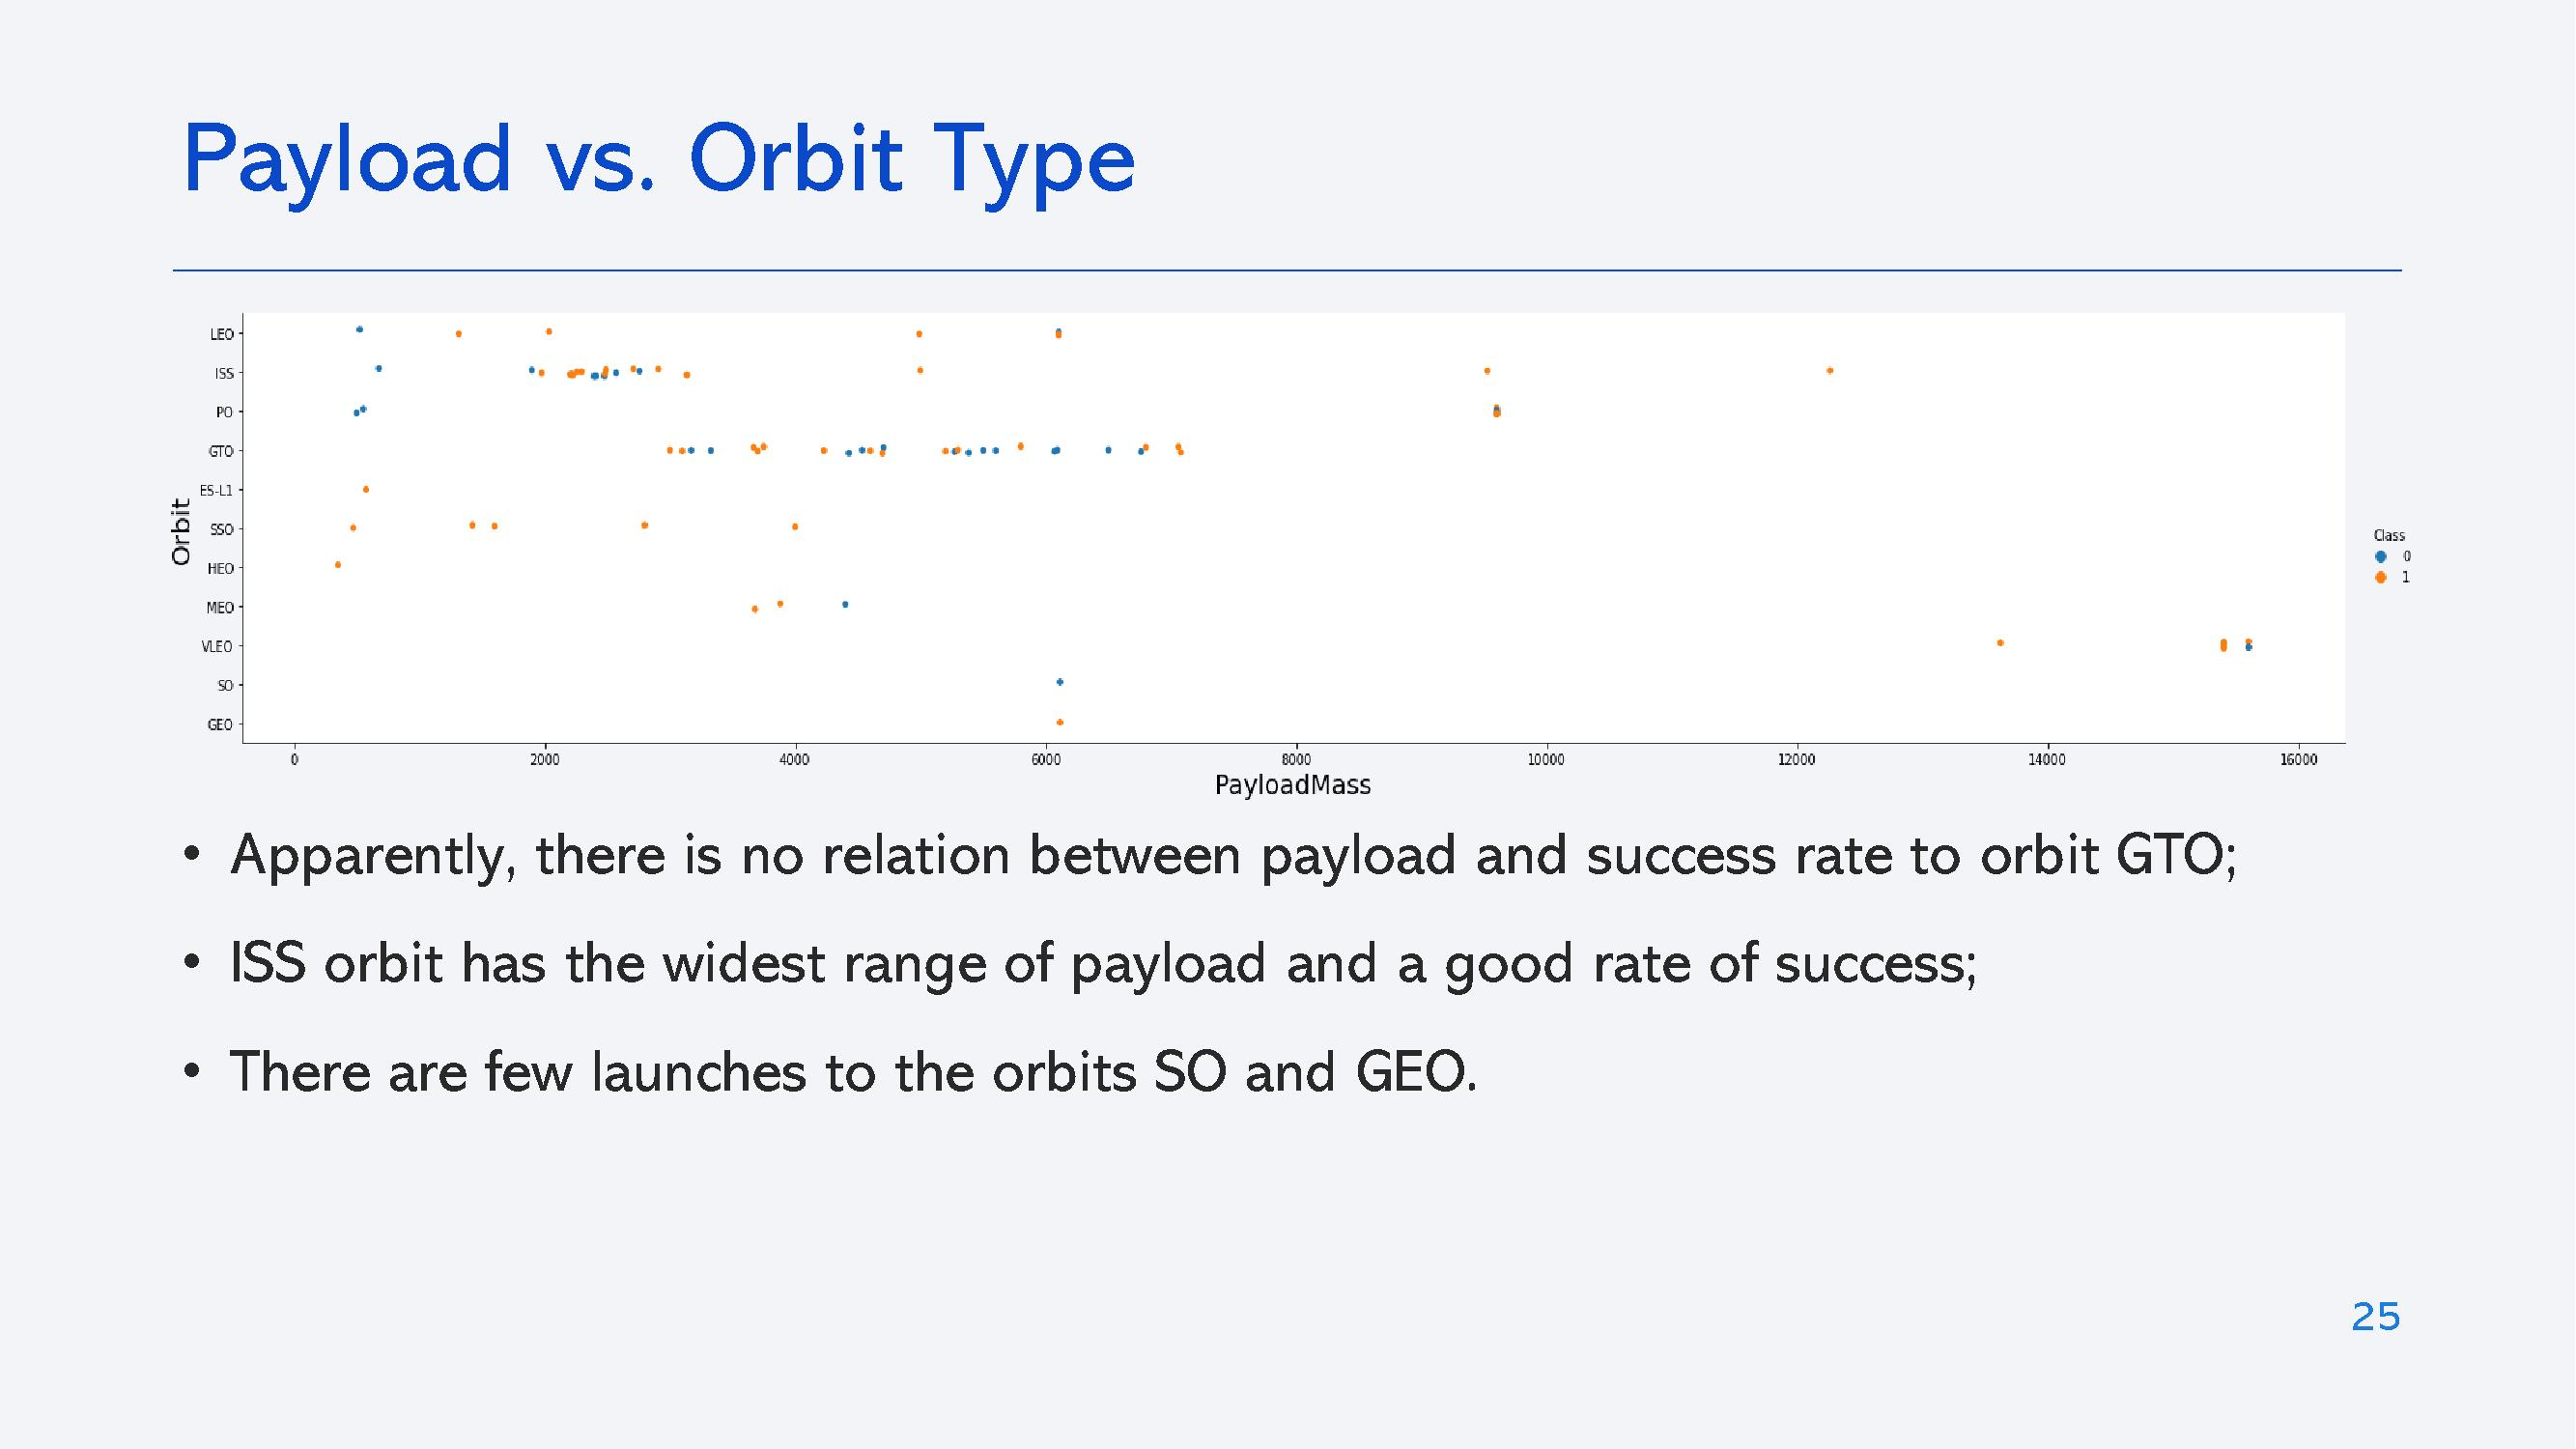 Payload vs. Orbit Type
LEO
ISS
PO
GTO
ES-L1
SSO
HEO
MEO
VLEO
SO
GEO
Orbit
Class
0
1
0 2000 4000 6000 8000 10000 12000 14000 16000
PayloadMass
• Apparently, there is no relation between payload and success rate to orbit GTO;
• ISS orbit has the widest range of payload and a good rate of success;
• There are few launches to the orbits SO and GEO.
25